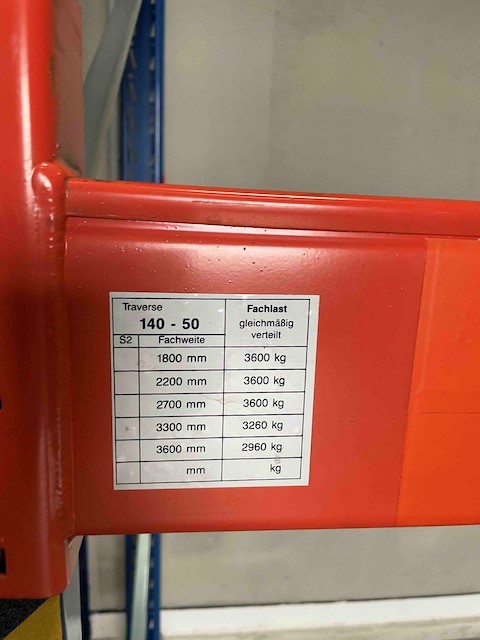 Traverse
140 - 50
Fachlast
gleichmäßig
verteilt
S2 Fachweite
1800 mm 3600 kg
2200 mm 3600 kg
2700 mm 3600 kg
3300 mm 3260 kg
3600 mm 2960 kg
mm kg